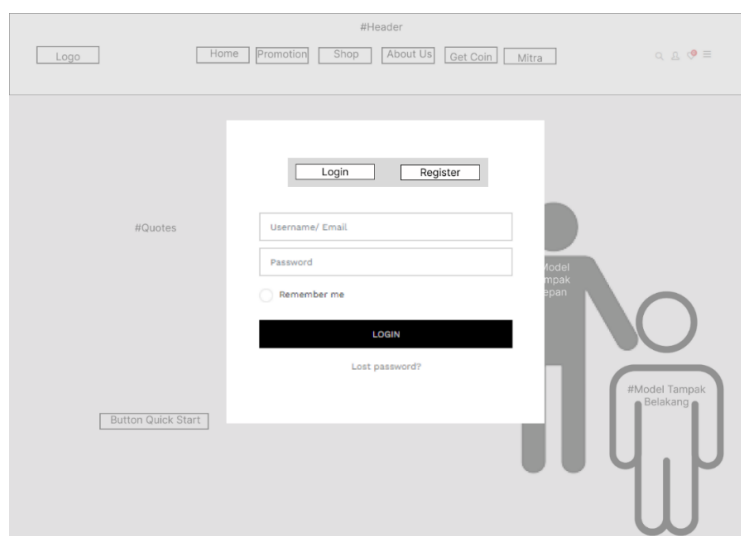 #Header
Logo
Home
Promotion
Shop
About Us
Get Coin
Mitra
Login
Register
#Quotes
Username/ Email
Password
Remember me
LOGIN
Lost password?
Button Quick Start
#Model Tampak
Belakang